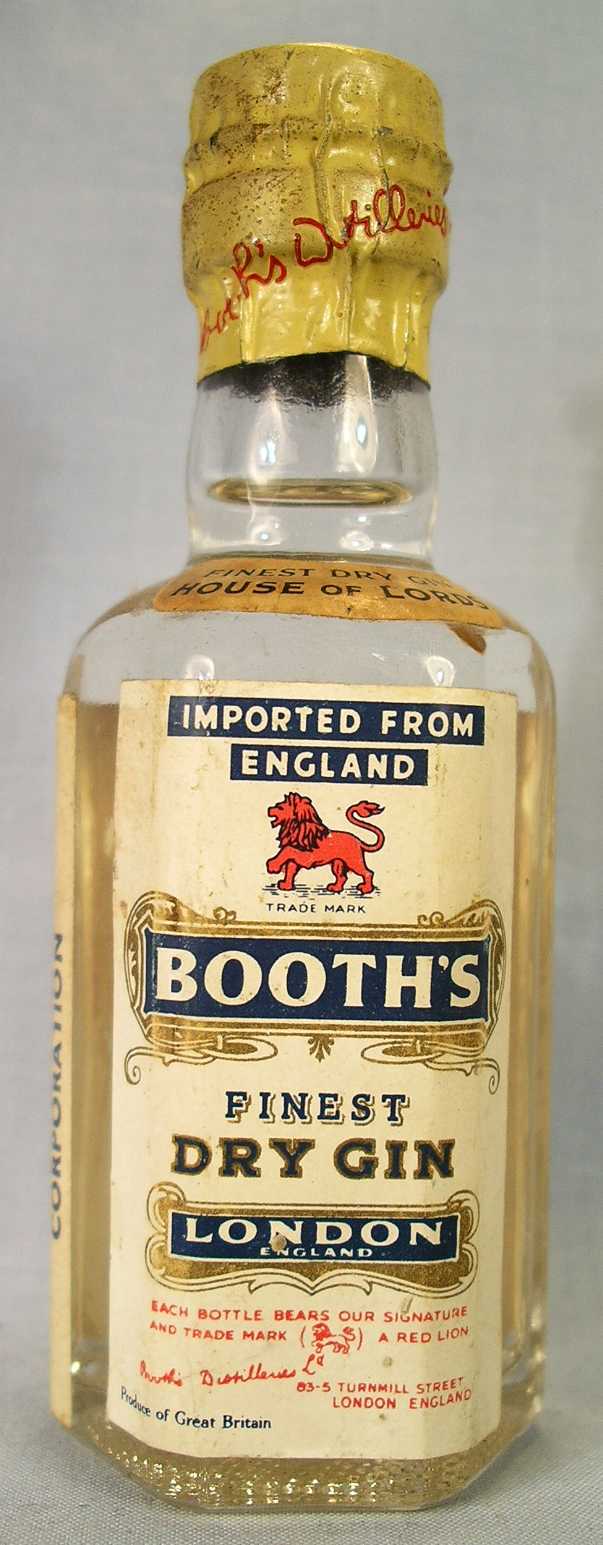 Booth's Distilleries
FINEST DRY GIN
HOUSE OF LORDS
IMPORTED FROM
ENGLAND
TRADE MARK
BOOTH'S
FINEST
DRY GIN
LONDON
ENGLAND
EACH BOTTLE BEARS OUR SIGNATURE
AND TRADE MARK ( ) A RED LION
Booth's Distilleries Ld
83-5 TURNMILL STREET
LONDON ENGLAND
Produce of Great Britain
CORPORATION